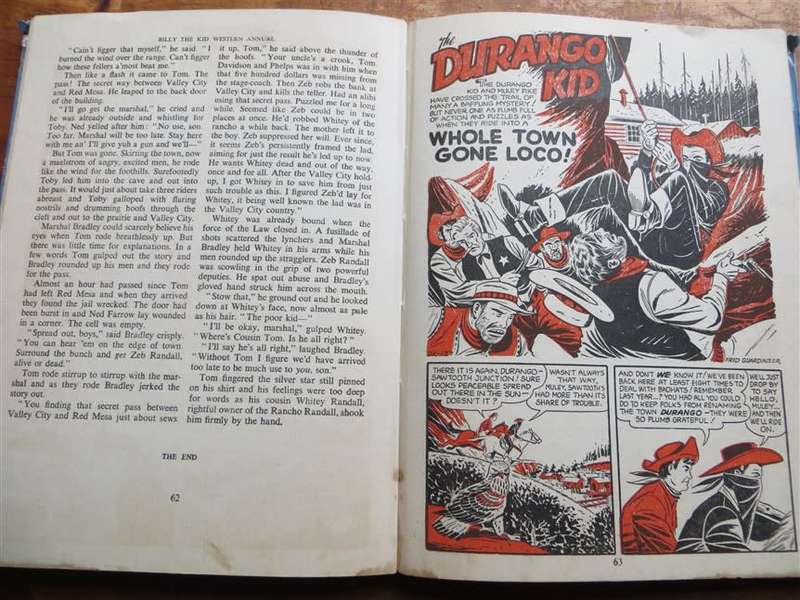 BILLY THE KID WESTERN ANNUAL
"Cain't figger that myself," he said. "I
burned the wind over the range. Can't figger
how these fellers a'most beat me."
Then like a flash it came to Tom. The
pass! The secret way between Valley City
and Red Mesa. He leaped to the back door
of the building.
"I'll go get the marshal," he cried and
he was already outside and whistling for
Toby. Ned yelled after him: "No use, son.
Too far. Marshal will be too late. Stay here
with me an' I'll give yuh a gun and we'll—"
But Tom was gone. Skirting the town, now
a maelstrom of angry, excited men, he rode
like the wind for the foothills. Surefootedly
Toby led him into the cave and out into
the pass. It would just about take three riders
abreast and Toby galloped with flaring
nostrils and drumming hoofs through the
cleft and out to the prairie and Valley City.
Marshal Bradley could scarcely believe his
eyes when Tom rode breathlessly up. But
there was little time for explanations. In a
few words Tom gulped out the story and
Bradley rounded up his men and they rode
for the pass.
Almost an hour had passed since Tom
had left Red Mesa and when they arrived
they found the jail wrecked. The door had
been burst in and Ned Farrow lay wounded
in a corner. The cell was empty.
"Spread out, boys," said Bradley crisply.
"You can hear 'em on the edge of town.
Surround the bunch and get Zeb Randall,
alive or dead."
Tom rode stirrup to stirrup with the mar-
shal and as they rode Bradley jerked the
story out.
"You finding that secret pass between
Valley City and Red Mesa just about sews
it up, Tom," he said above the thunder of
the hoofs. "Your uncle's a crook, Tom.
Davidson and Phelps was in with him when
that five hundred dollars was missing from
the stage-coach. Then Zeb robs the bank at
Valley City and kills the teller. Had an alibi
using that secret pass. Puzzled me for a long
while. Seemed like Zeb could be in two
places at once. He'd robbed Whitey of the
rancho a while back. The mother left it to
the boy. Zeb suppressed her will. Ever since,
it seems Zeb's persistently framed the lad,
aiming for just the result he's led up to now.
He wants Whitey dead and out of the way,
once and for all. After the Valley City hold-
up, I got Whitey in to save him from just
such trouble as this. I figured Zeb'd lay for
Whitey, it being well known the lad was in
the Valley City country."
Whitey was already bound when the
force of the Law closed in. A fusillade of
shots scattered the lynchers and Marshal
Bradley held Whitey in his arms while his
men rounded up the stragglers. Zeb Randall
was scowling in the grip of two powerful
deputies. He spat out abuse and Bradley's
gloved hand struck him across the mouth.
"Stow that," he ground out and he looked
down at Whitey's face, now almost as pale
as his hair. "The poor kid—"
"I'll be okay, marshal," gulped Whitey.
"Where's Cousin Tom. Is he all right?"
"I'll say he's all right," laughed Bradley.
"Without Tom I figure we'd have arrived
too late to be much use to you, son."
Tom fingered the silver star still pinned
on his shirt and his feelings were too deep
for words as his cousin Whitey Randall,
rightful owner of the Rancho Randall, shook
him firmly by the hand.
THE END
62
The
DURANGO
KID
THE DURANGO
KID AND MULEY PIKE
HAVE CROSSED THE TRAIL OF
MANY A BAFFLING MYSTERY!
BUT NEVER ONE AS PLUMB FULL
OF ACTION AND PUZZLES AS
WHEN THEY RIDE INTO A
WHOLE TOWN
GONE LOCO!
FRED GUARDINEER
THERE IT IS AGAIN, DURANGO—
SAWTOOTH JUNCTION! SURE
LOOKS PEACEABLE SPREAD
OUT THERE IN THE SUN—
DOESN'T IT?
WASN'T ALWAYS
THAT WAY,
MULEY. SAWTOOTH'S
HAD MORE THAN ITS
SHARE OF TROUBLE.
AND DON'T WE KNOW IT! WE'VE BEEN
BACK HERE AT LEAST EIGHT TIMES TO
DEAL WITH BADHATS! REMEMBER
LAST YEAR...? YOU HAD ALL YOU COULD
DO TO KEEP FOLKS FROM RENAMING
THE TOWN DURANGO—THEY WERE
SO PLUMB GRATEFUL!
WE'LL JUST
DROP BY
TO SAY
HELLO,
MULEY—
AND THEN
WE'LL RIDE
ON.
63